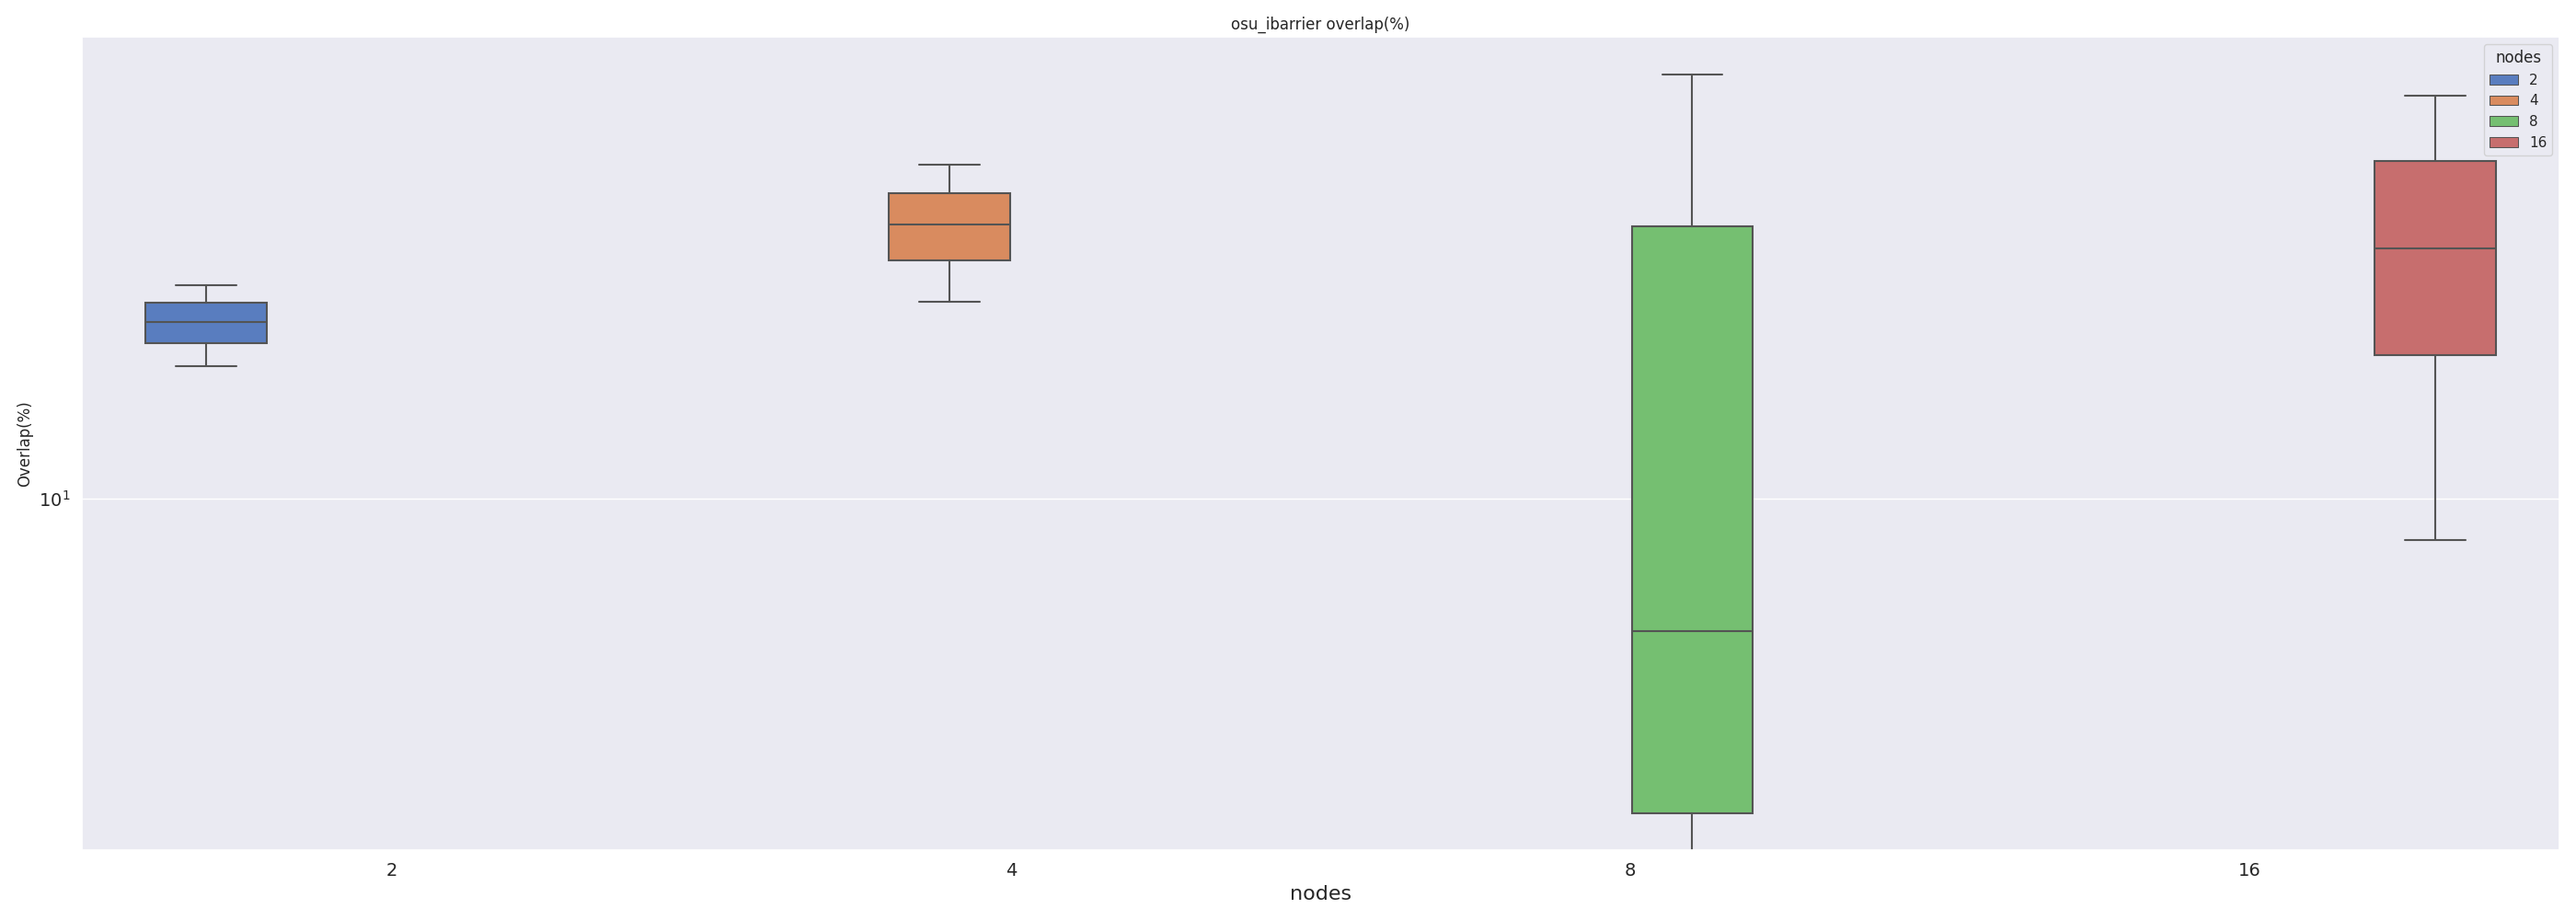 osu_ibarrier overlap(%)
nodes
2
4
8
16
Overlap(%)
10¹
2 4 8 16
nodes